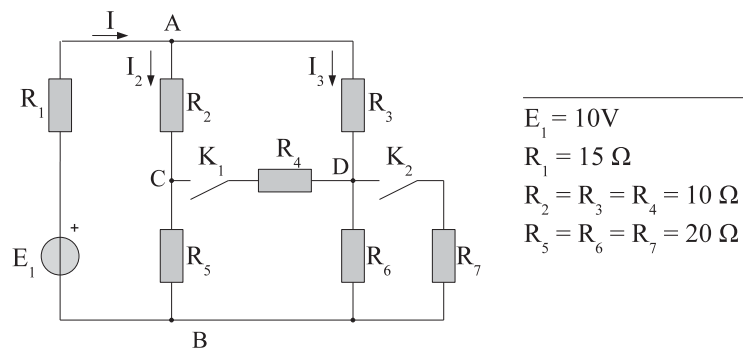 I
A
I₂
I₃
R₁
R₂
R₃
C
K₁
R₄
D
K₂
+
E₁
R₅
R₆
R₇
B
E₁ = 10V
R₁ = 15 Ω
R₂ = R₃ = R₄ = 10 Ω
R₅ = R₆ = R₇ = 20 Ω